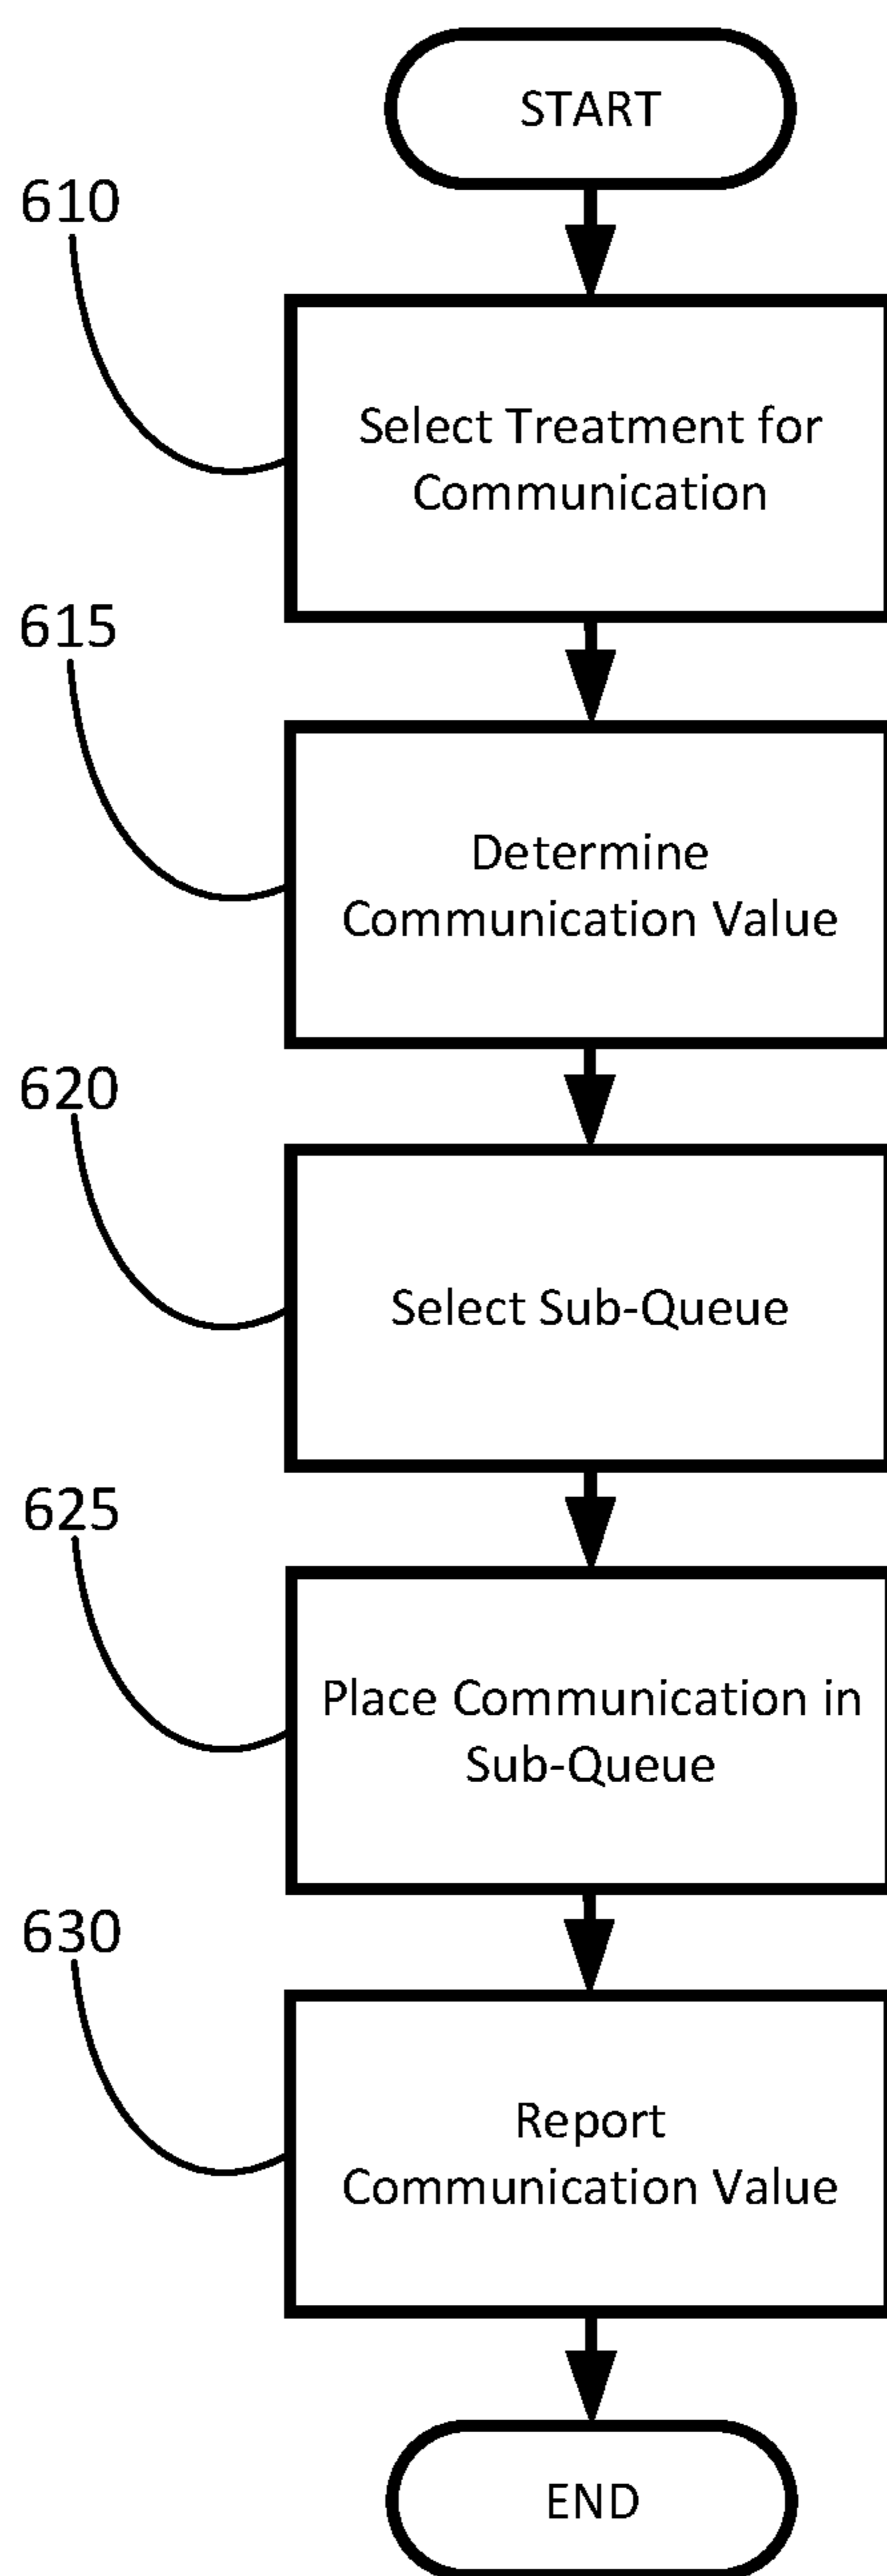 START
610
Select Treatment for
Communication
615
Determine
Communication Value
620
Select Sub-Queue
625
Place Communication in
Sub-Queue
630
Report
Communication Value
END